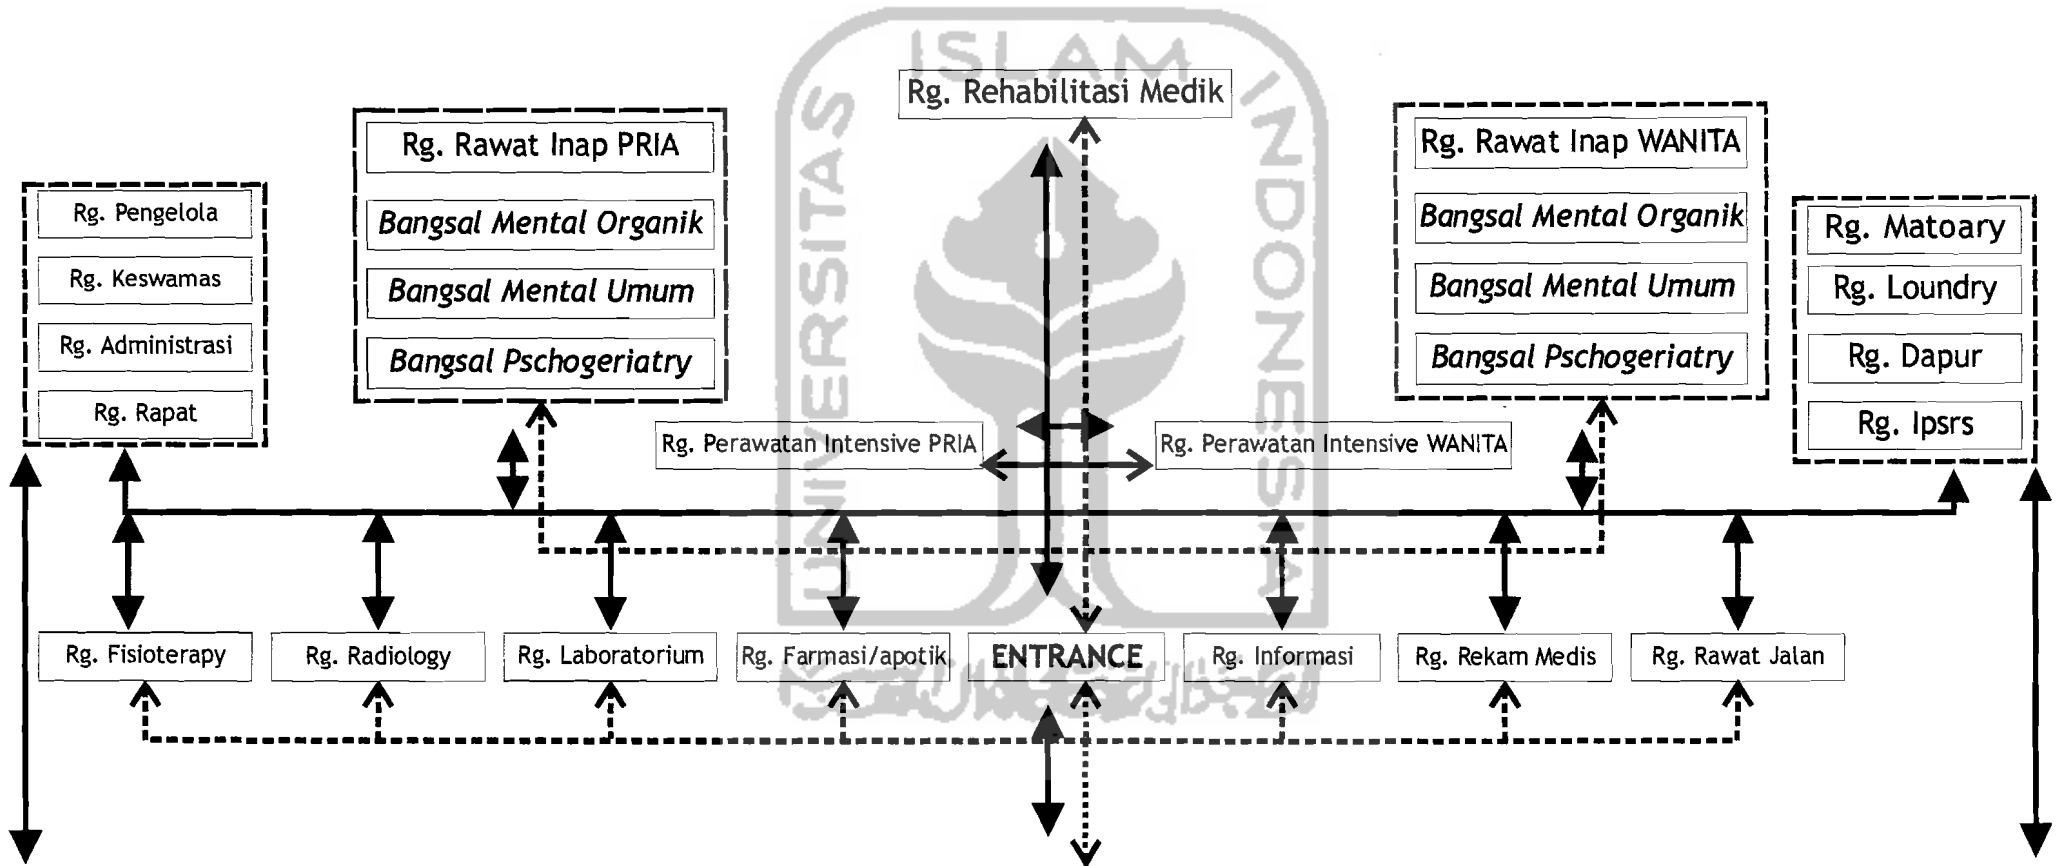 UNIVERSITAS
ISLAM
INDONESIA
Rg. Rehabilitasi Medik
Rg. Pengelola
Rg. Keswamas
Rg. Administrasi
Rg. Rapat
Rg. Rawat Inap PRIA
Bangsal Mental Organik
Bangsal Mental Umum
Bangsal Pschogeriatry
Rg. Rawat Inap WANITA
Bangsal Mental Organik
Bangsal Mental Umum
Bangsal Pschogeriatry
Rg. Matoary
Rg. Loundry
Rg. Dapur
Rg. Ipsrs
Rg. Perawatan Intensive PRIA
Rg. Perawatan Intensive WANITA
Rg. Fisioterapy
Rg. Radiology
Rg. Laboratorium
Rg. Farmasi/apotik
ENTRANCE
Rg. Informasi
Rg. Rekam Medis
Rg. Rawat Jalan